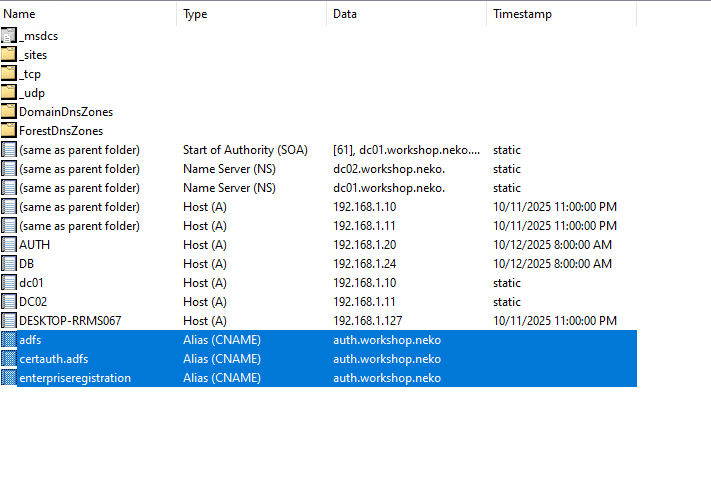 Name Type Data Timestamp
_msdcs
_sites
_tcp
_udp
DomainDnsZones
ForestDnsZones
(same as parent folder) Start of Authority (SOA) [61], dc01.workshop.neko.... static
(same as parent folder) Name Server (NS) dc02.workshop.neko. static
(same as parent folder) Name Server (NS) dc01.workshop.neko. static
(same as parent folder) Host (A) 192.168.1.10 10/11/2025 11:00:00 PM
(same as parent folder) Host (A) 192.168.1.11 10/11/2025 11:00:00 PM
AUTH Host (A) 192.168.1.20 10/12/2025 8:00:00 AM
DB Host (A) 192.168.1.24 10/12/2025 8:00:00 AM
dc01 Host (A) 192.168.1.10 static
DC02 Host (A) 192.168.1.11 static
DESKTOP-RRMS067 Host (A) 192.168.1.127 10/11/2025 11:00:00 PM
adfs Alias (CNAME) auth.workshop.neko
certauth.adfs Alias (CNAME) auth.workshop.neko
enterpriseregistration Alias (CNAME) auth.workshop.neko